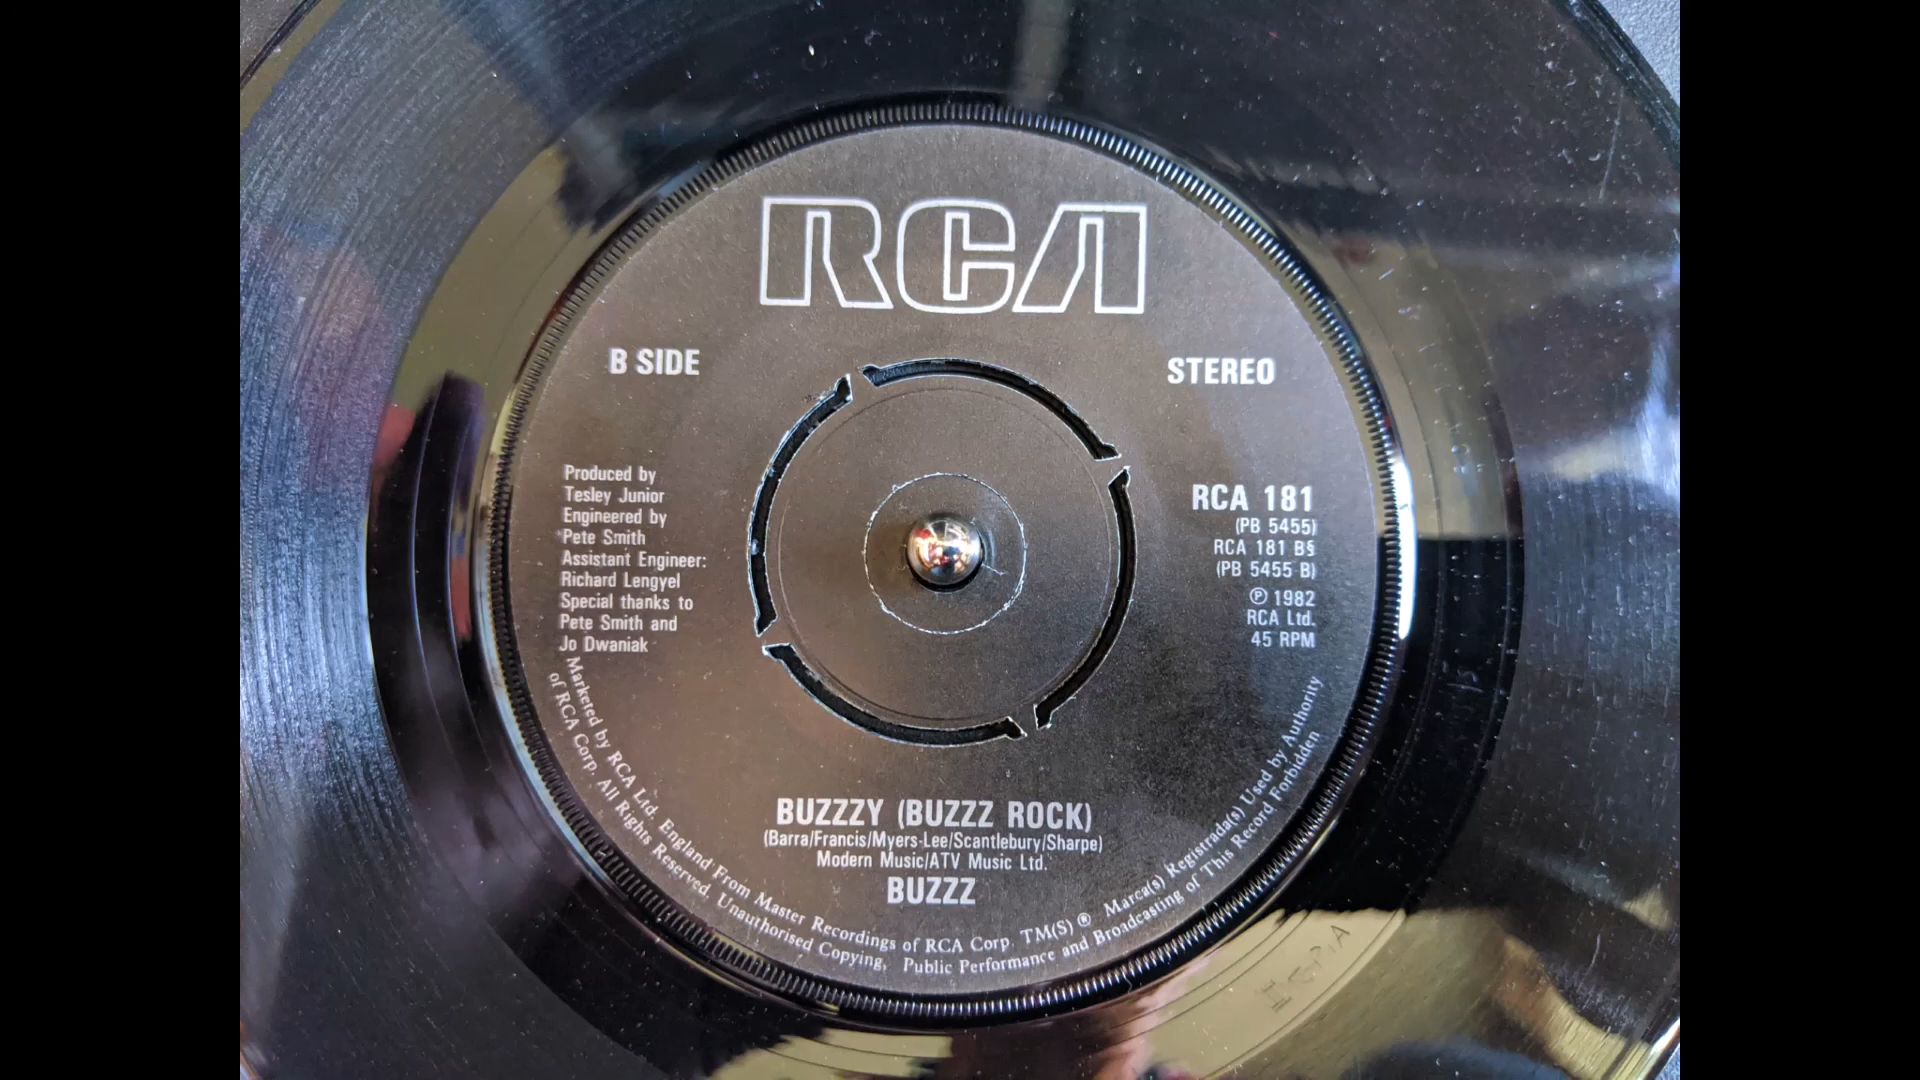 RCA
B SIDE
STEREO
Produced by
Tesley Junior
Engineered by
Pete Smith
Assistant Engineer:
Richard Lengyel
Special thanks to
Pete Smith and
Jo Dwaniak
RCA 181
(PB 5455)
RCA 181 B§
(PB 5455 B)
℗ 1982
RCA Ltd.
45 RPM
BUZZZY (BUZZZ ROCK)
(Barra/Francis/Myers-Lee/Scantlebury/Sharpe)
Modern Music/ATV Music Ltd.
BUZZZ
Marketed by RCA Ltd. England From Master Recordings of RCA Corp. TM(S) ® Marca(s) Registrada(s) Used by Authority
of RCA Corp. All Rights Reserved. Unauthorised Copying, Public Performance and Broadcasting of This Record Forbidden